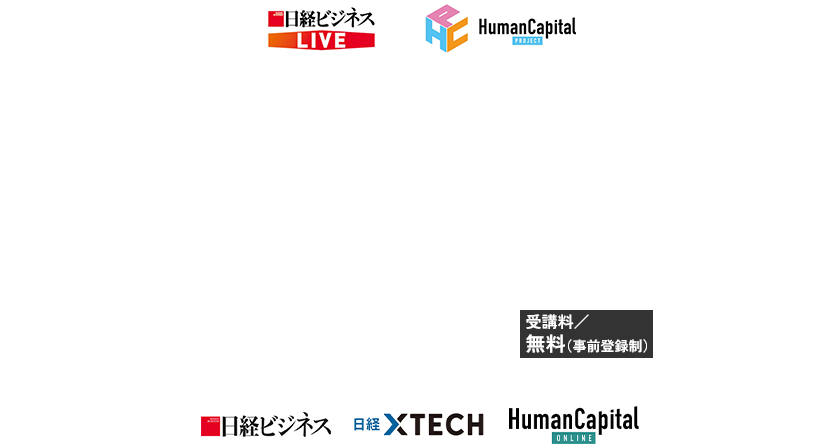 日経ビジネス
LIVE
HumanCapital
PROJECT
受講料／
無料（事前登録制）
日経ビジネス
日経 XTECH
HumanCapital
ONLINE